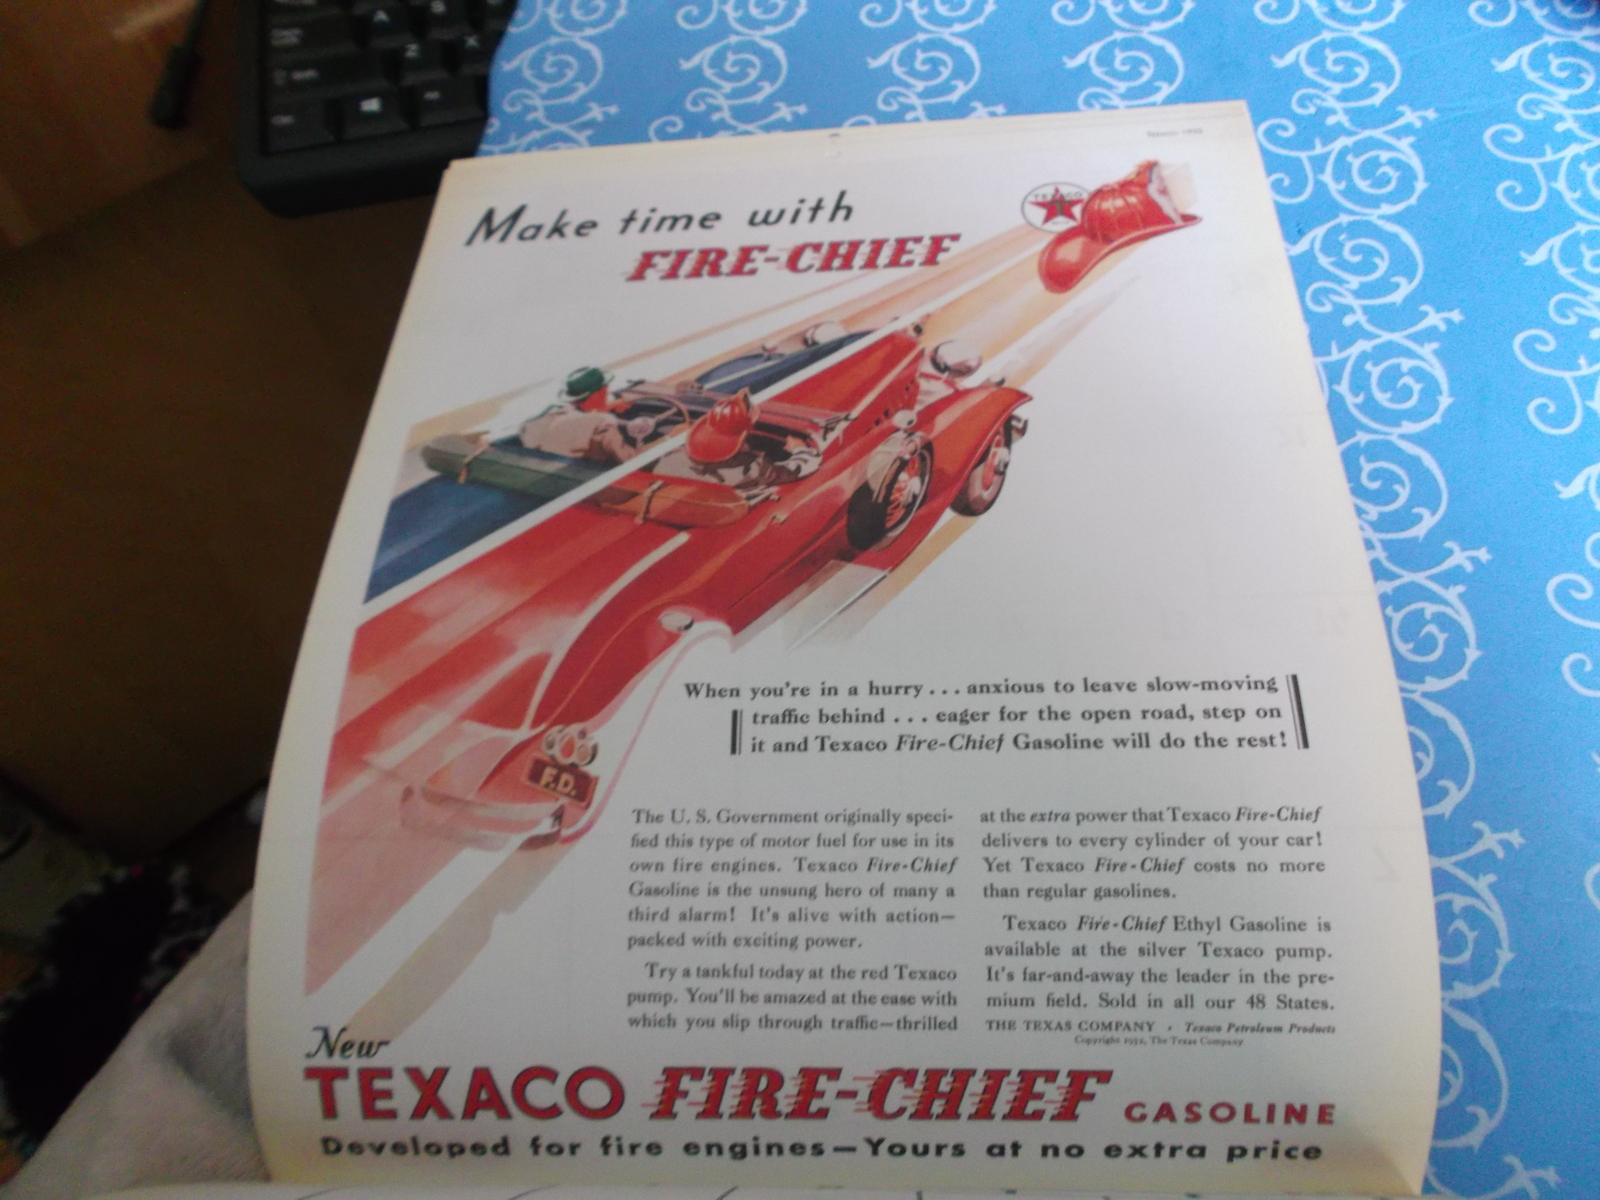 Make time with
FIRE-CHIEF
TEXACO
T
F.D.
When you're in a hurry . . . anxious to leave slow-moving
traffic behind . . . eager for the open road, step on
it and Texaco Fire-Chief Gasoline will do the rest!
The U. S. Government originally speci-
fied this type of motor fuel for use in its
own fire engines. Texaco Fire-Chief
Gasoline is the unsung hero of many a
third alarm! It's alive with action—
packed with exciting power.
Try a tankful today at the red Texaco
pump. You'll be amazed at the ease with
which you slip through traffic—thrilled
at the extra power that Texaco Fire-Chief
delivers to every cylinder of your car!
Yet Texaco Fire-Chief costs no more
than regular gasolines.
Texaco Fire-Chief Ethyl Gasoline is
available at the silver Texaco pump.
It's far-and-away the leader in the pre-
mium field. Sold in all our 48 States.
THE TEXAS COMPANY • Texaco Petroleum Products
Copyright 1932, The Texas Company
New
TEXACO FIRE-CHIEF GASOLINE
Developed for fire engines—Yours at no extra price
A
S
Z
X